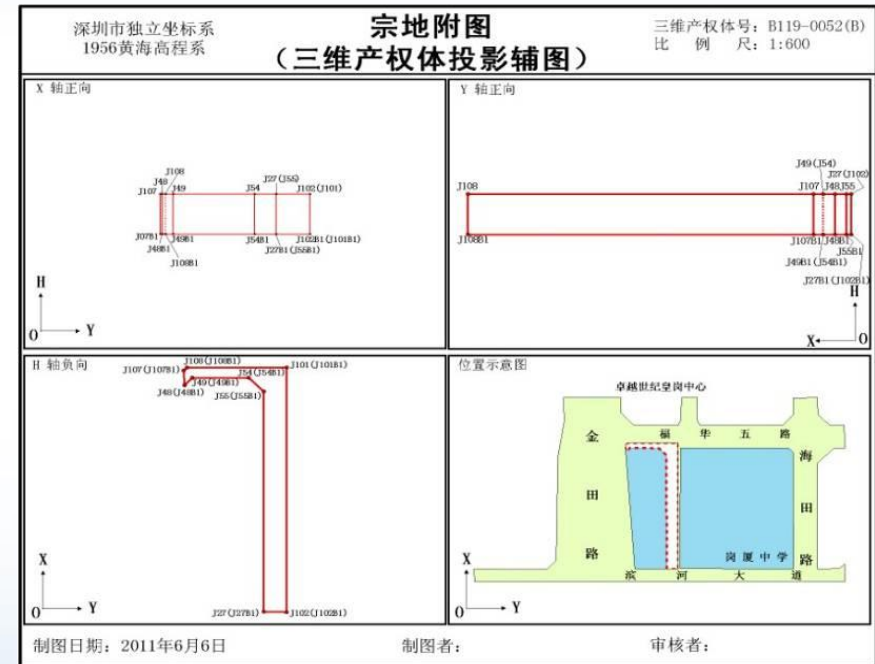 深圳市独立坐标系
1956黄海高程系
宗地附图
（三维产权体投影辅图）
三维产权体号：B119-0052(B)
比 例 尺：1:600
X 轴正向
J108
J48
J107
J49
J54
J27(J55)
J102(J101)
J07B1
J49B1
J54B1
J102B1(J101B1)
J48B1
J27B1(J55B1)
J108B1
H
O
Y
Y 轴正向
J49(J54)
J27(J102)
J108
J107
J48
J55
J108B1
J107B1
J48B1
J55B1
J49B1(J54B1)
J27B1(J102B1)
H
X
O
H 轴负向
J108(J108B1)
J107(J107B1)
J101(J101B1)
J54(J54B1)
J49(J49B1)
J48(J48B1)
J55(J55B1)
X
J27(J27B1)
J102(J102B1)
O
Y
位置示意图
卓越世纪皇岗中心
金田路
福华五路
海田路
岗厦中学
滨河大道
X
O
Y
制图日期：2011年6月6日
制图者：
审核者：